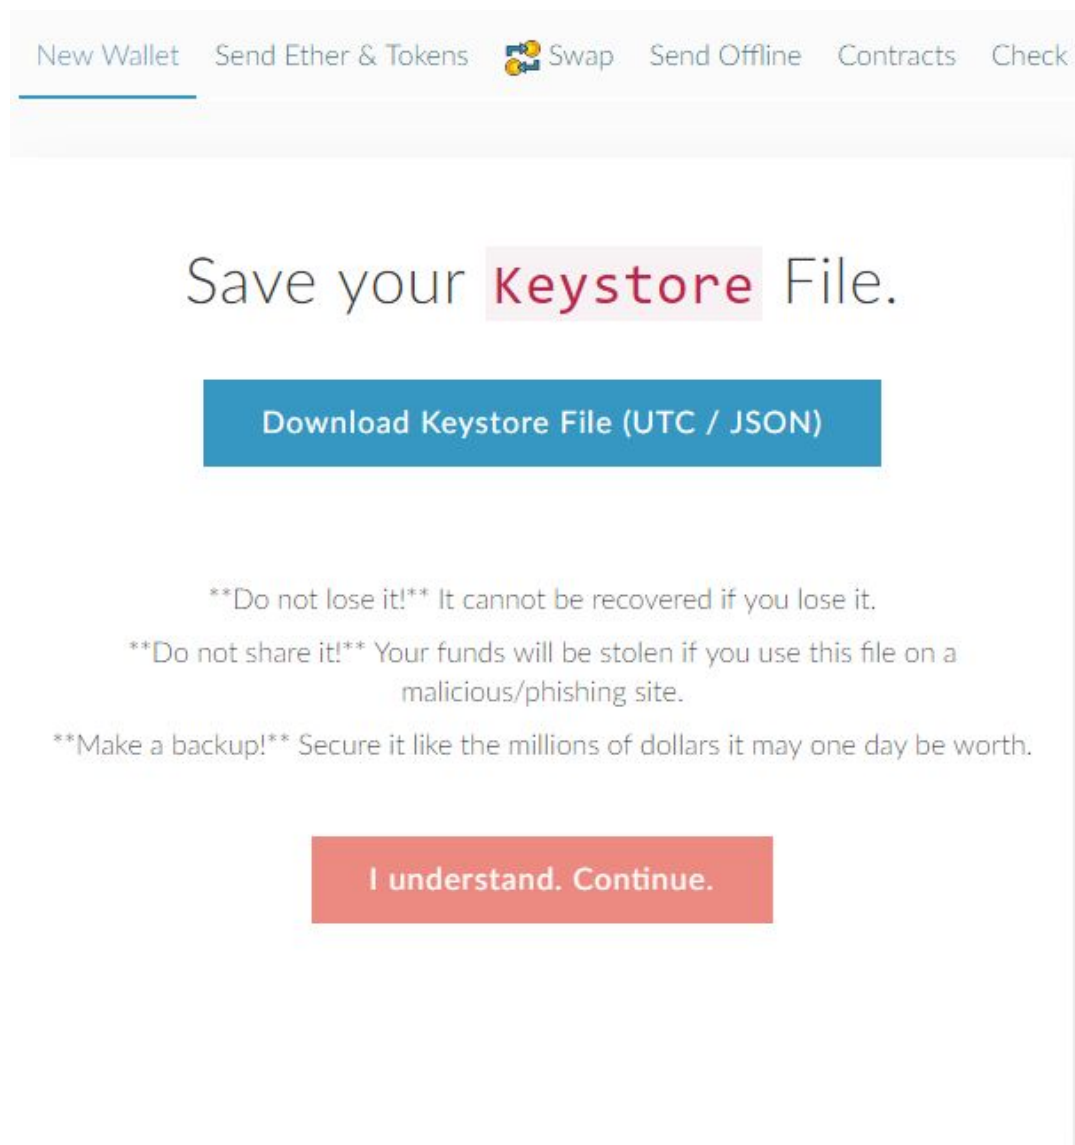 New Wallet Send Ether & Tokens Swap Send Offline Contracts Check
Save your Keystore File.
Download Keystore File (UTC / JSON)
**Do not lose it!** It cannot be recovered if you lose it.
**Do not share it!** Your funds will be stolen if you use this file on a
malicious/phishing site.
**Make a backup!** Secure it like the millions of dollars it may one day be worth.
I understand. Continue.